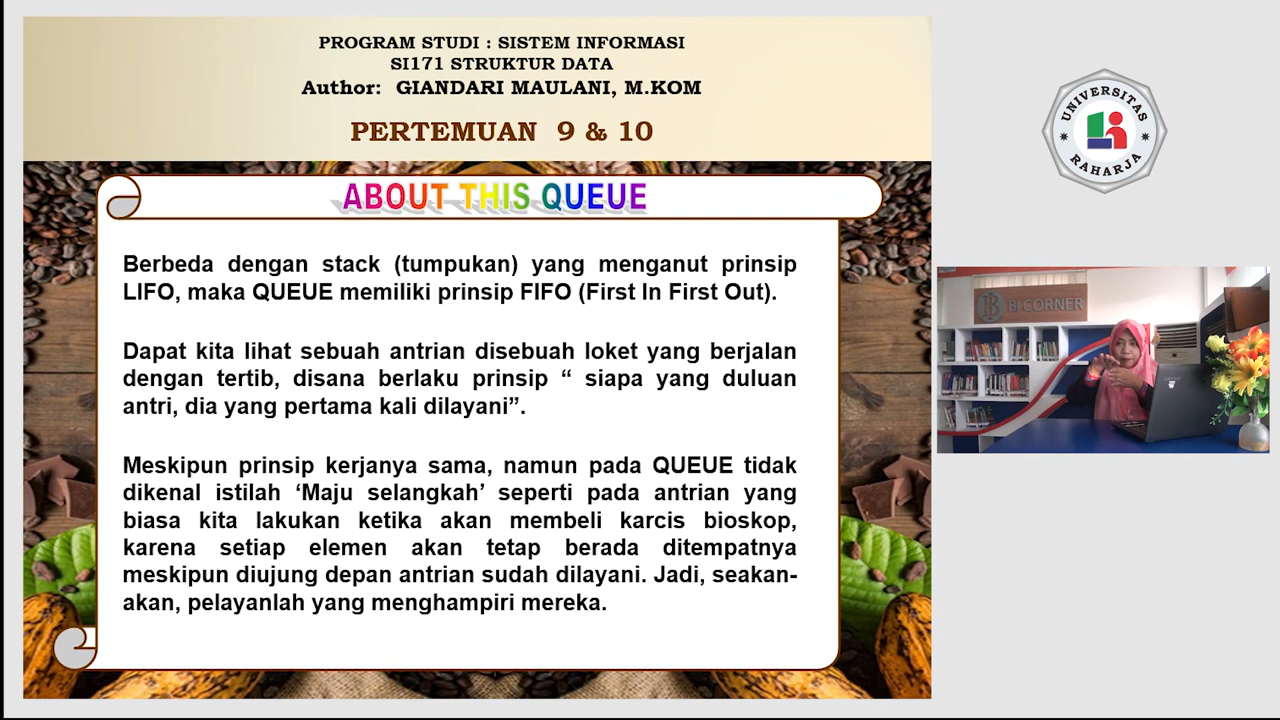 PROGRAM STUDI : SISTEM INFORMASI
SI171 STRUKTUR DATA
Author: GIANDARI MAULANI, M.KOM
PERTEMUAN 9 & 10
ABOUT THIS QUEUE
Berbeda dengan stack (tumpukan) yang menganut prinsip
LIFO, maka QUEUE memiliki prinsip FIFO (First In First Out).
Dapat kita lihat sebuah antrian disebuah loket yang berjalan
dengan tertib, disana berlaku prinsip “ siapa yang duluan
antri, dia yang pertama kali dilayani”.
Meskipun prinsip kerjanya sama, namun pada QUEUE tidak
dikenal istilah ‘Maju selangkah’ seperti pada antrian yang
biasa kita lakukan ketika akan membeli karcis bioskop,
karena setiap elemen akan tetap berada ditempatnya
meskipun diujung depan antrian sudah dilayani. Jadi, seakan-
akan, pelayanlah yang menghampiri mereka.
UNIVERSITAS
RAHARJA
BI CORNER